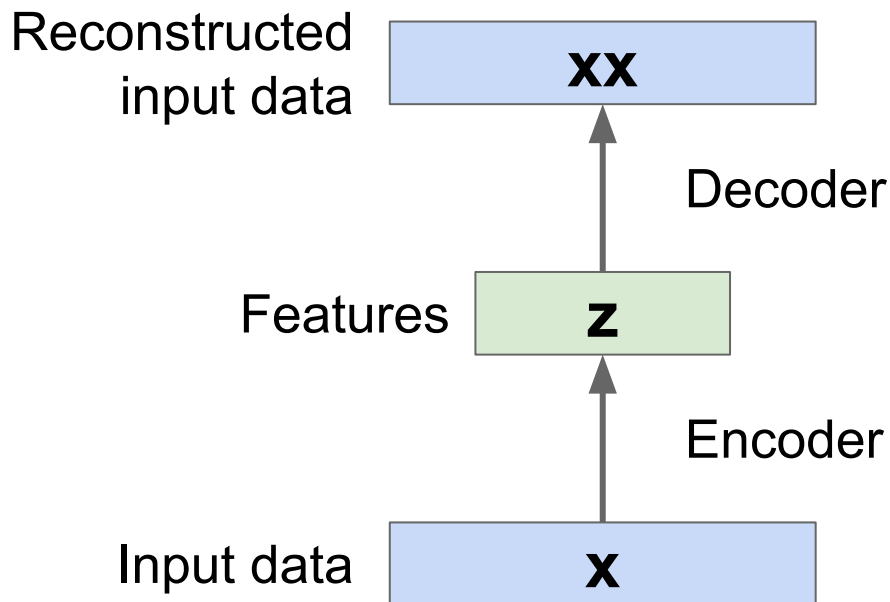 Reconstructed
input data
xx
Decoder
Features
z
Encoder
Input data
x